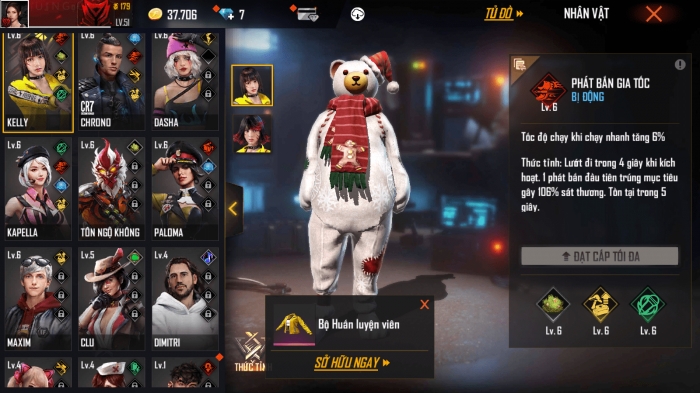 179
LV.51
37.706
7
TỦ ĐỒ
NHÂN VẬT
KELLY
CR7
CHRONO
Lv.6
DASHA
Lv.6
KAPELLA
Lv.6
TÔN NGỘ KHÔNG
Lv.6
PALOMA
Lv.6
MAXIM
Lv.5
CLU
Lv.4
DIMITRI
Lv.4
Lv.4
Lv.1
THỨC TỈNH
Bộ Huấn luyện viên
SỞ HỮU NGAY
PHÁT BẮN GIA TỐC
BỊ ĐỘNG
Lv. 6
Tốc độ chạy khi chạy nhanh tăng 6%
Thức tỉnh: Lướt đi trong 4 giây khi kích
hoạt. 1 phát bắn đầu tiên trúng mục tiêu
gây 106% sát thương. Tồn tại trong 5
giây.
ĐẠT CẤP TỐI ĐA
Lv. 6
Lv. 6
Lv. 6